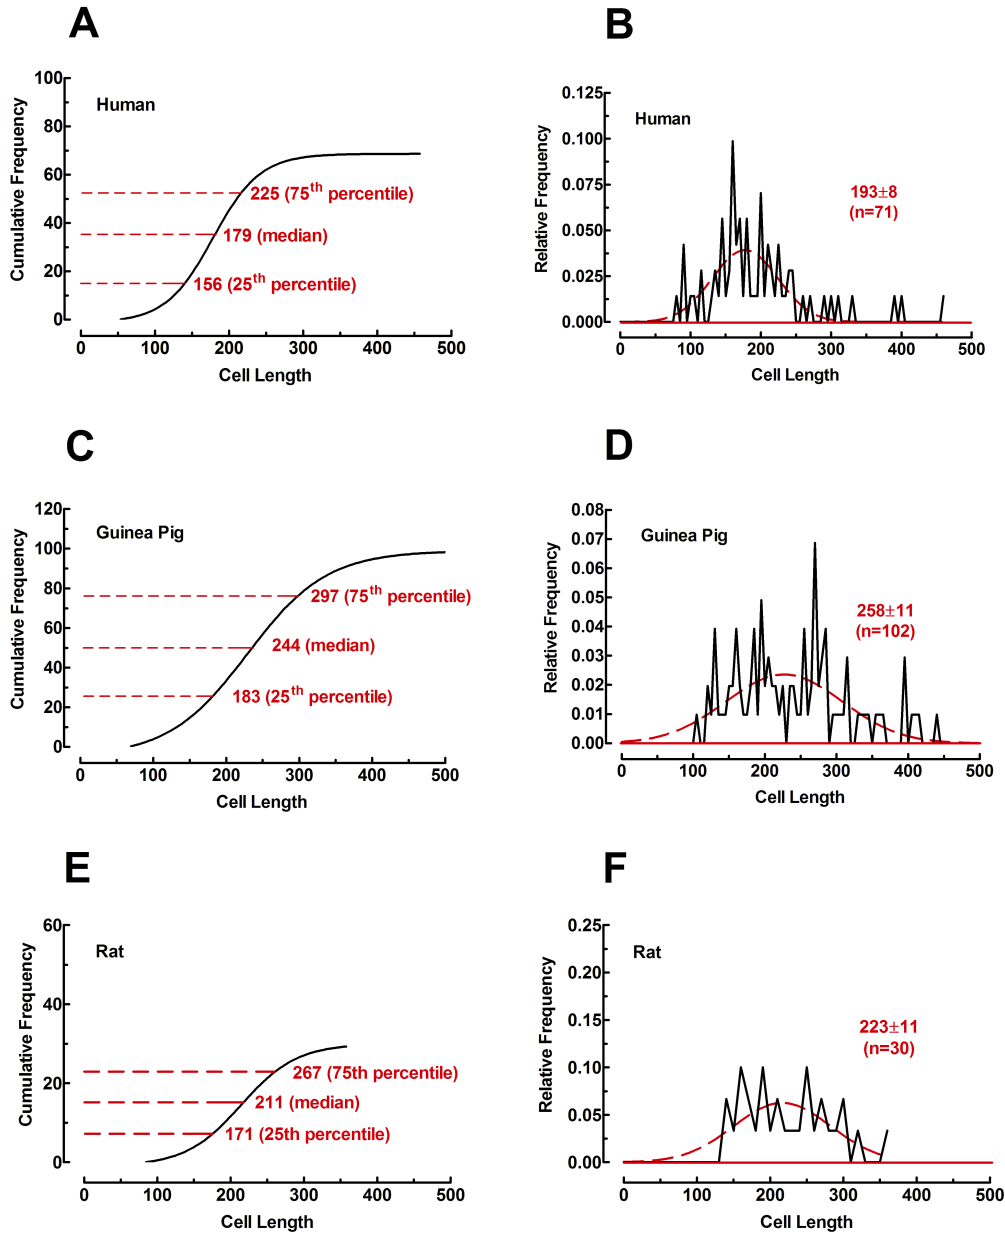 A
Human
Cumulative Frequency
100
80
60
40
20
0
225 (75th percentile)
179 (median)
156 (25th percentile)
0 100 200 300 400 500
Cell Length
B
Human
Relative Frequency
0.125
0.100
0.075
0.050
0.025
0.000
193±8
(n=71)
0 100 200 300 400 500
Cell Length
C
Guinea Pig
Cumulative Frequency
120
100
80
60
40
20
0
297 (75th percentile)
244 (median)
183 (25th percentile)
0 100 200 300 400 500
Cell Length
D
Guinea Pig
Relative Frequency
0.08
0.07
0.06
0.05
0.04
0.03
0.02
0.01
0.00
258±11
(n=102)
0 100 200 300 400 500
Cell Length
E
Rat
Cumulative Frequency
60
40
20
0
267 (75th percentile)
211 (median)
171 (25th percentile)
0 100 200 300 400 500
Cell Length
F
Rat
Relative Frequency
0.25
0.20
0.15
0.10
0.05
0.00
223±11
(n=30)
0 100 200 300 400 500
Cell Length